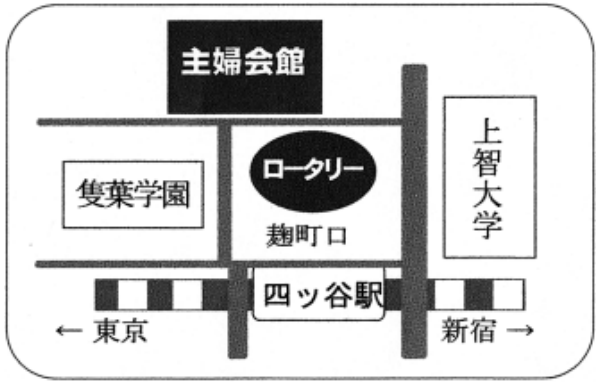 主婦会館
ロータリー
隻葉学園
上智大学
麹町口
四ッ谷駅
← 東京
新宿 →